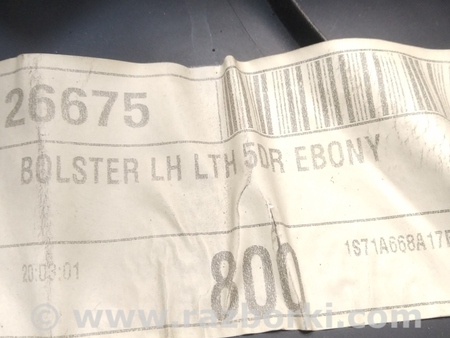 26675
BOLSTER LH LTH 5DR EBONY
20:03:01
800
1S71A668A17
© www.razborki.com